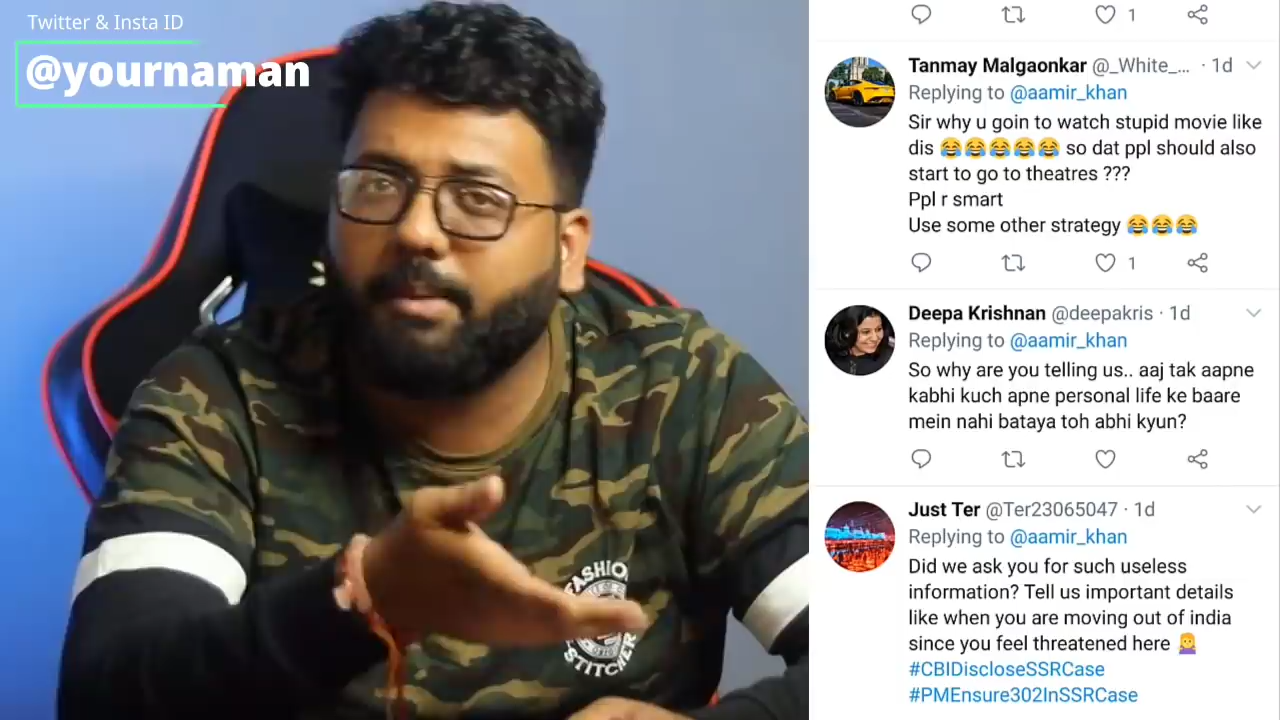 Twitter & Insta ID
@yournaman
FASHION
STITCHER
1
Tanmay Malgaonkar @_White_... · 1d
Replying to @aamir_khan
Sir why u goin to watch stupid movie like
dis 😂😂😂😂😂 so dat ppl should also
start to go to theatres ???
Ppl r smart
Use some other strategy 😂😂😂
1
Deepa Krishnan @deepakris · 1d
Replying to @aamir_khan
So why are you telling us.. aaj tak aapne
kabhi kuch apne personal life ke baare
mein nahi bataya toh abhi kyun?
Just Ter @Ter23065047 · 1d
Replying to @aamir_khan
Did we ask you for such useless
information? Tell us important details
like when you are moving out of india
since you feel threatened here 🤷‍♀️
#CBIDiscloseSSRCase
#PMEnsure302InSSRCase